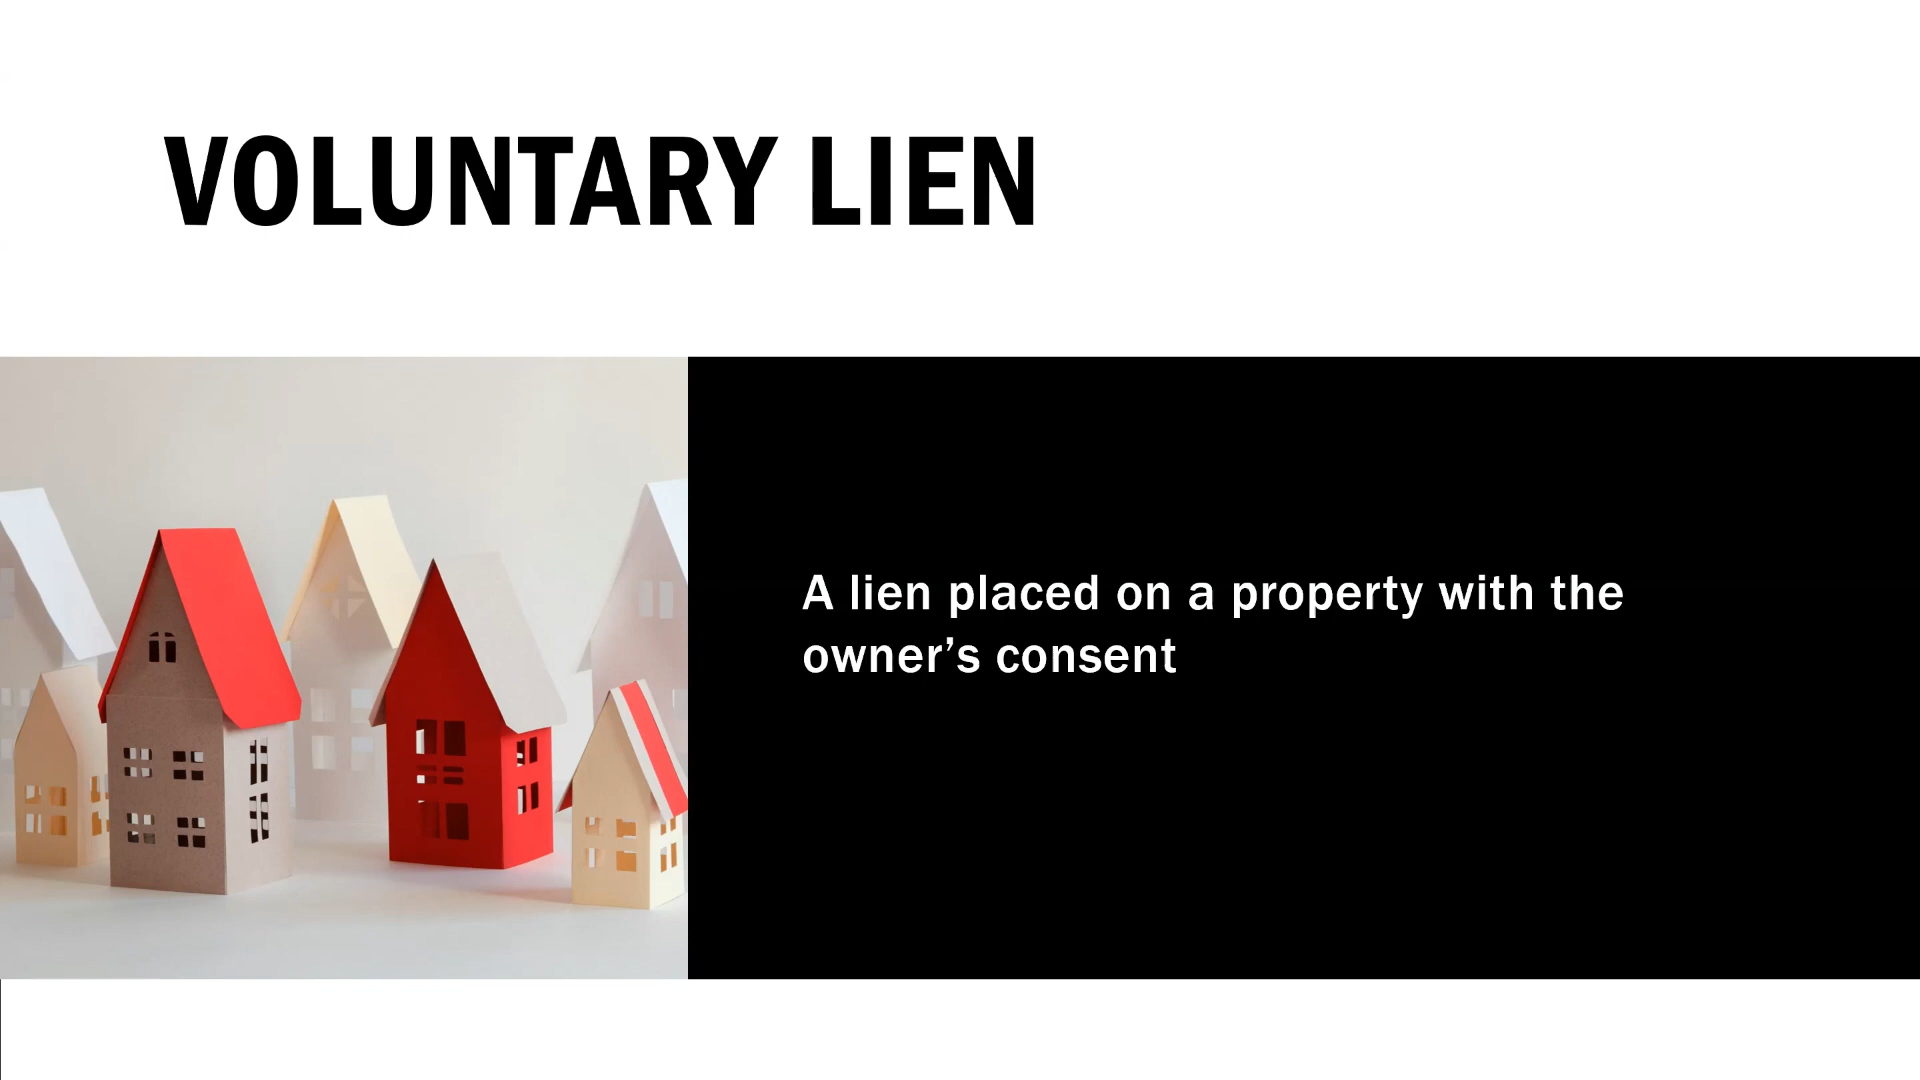 VOLUNTARY LIEN
A lien placed on a property with the
owner’s consent